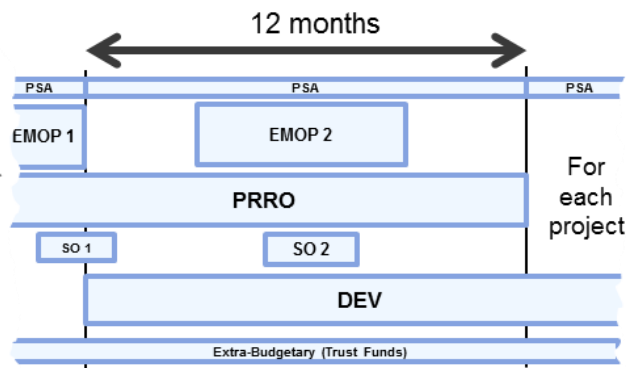 12 months
PSA PSA PSA
EMOP 1 EMOP 2
For
each
project
PRRO
SO 1 SO 2
DEV
Extra-Budgetary (Trust Funds)